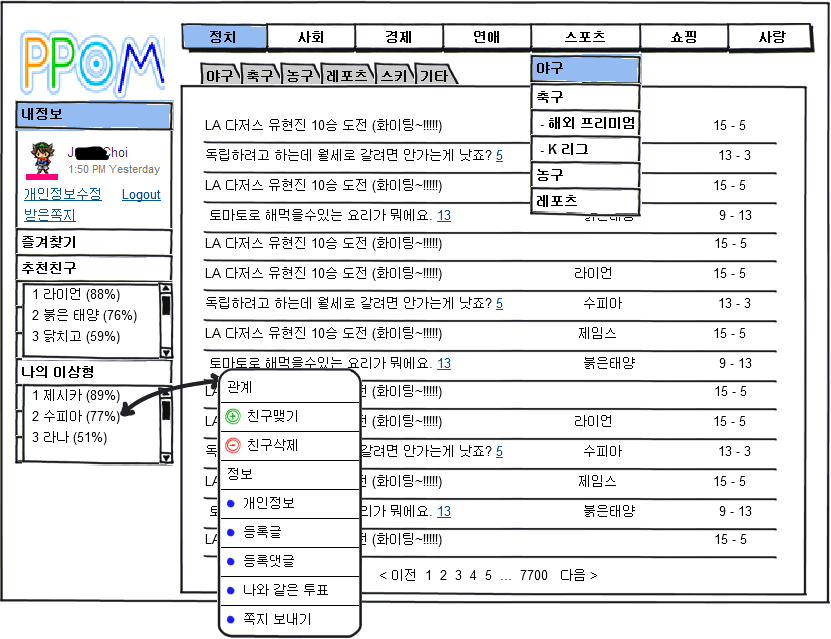 PPOM
정치 사회 경제 연애 스포츠 쇼핑 사랑
야구 축구 농구 레포츠 스키 기타
야구
축구
- 해외 프리미엄
- K 리그
농구
레포츠
내정보
Choi
1:50 PM Yesterday
개인정보수정 Logout
받은쪽지
즐겨찾기
추천친구
1 라이언 (88%)
2 붉은 태양 (76%)
3 닭치고 (59%)
나의 이상형
1 제시카 (89%)
2 수피아 (77%)
3 라나 (51%)
LA 다저스 유현진 10승 도전 (화이팅~!!!!!) 15 - 5
독립하려고 하는데 월세로 갈려면 안가는게 낫죠? 5 13 - 3
LA 다저스 유현진 10승 도전 (화이팅~!!!!!) 15 - 5
토마토로 해먹을수있는 요리가 뭐에요. 13 붉은태양 9 - 13
LA 다저스 유현진 10승 도전 (화이팅~!!!!!) 15 - 5
LA 다저스 유현진 10승 도전 (화이팅~!!!!!) 라이언 15 - 5
독립하려고 하는데 월세로 갈려면 안가는게 낫죠? 5 수피아 13 - 3
LA 다저스 유현진 10승 도전 (화이팅~!!!!!) 제임스 15 - 5
토마토로 해먹을수있는 요리가 뭐에요. 13 붉은태양 9 - 13
LA 전 (화이팅~!!!!!) 15 - 5
LA 전 (화이팅~!!!!!) 라이언 15 - 5
독 갈려면 안가는게 낫죠? 5 수피아 13 - 3
LA 전 (화이팅~!!!!!) 제임스 15 - 5
토 리가 뭐에요. 13 붉은태양 9 - 13
LA 전 (화이팅~!!!!!) 15 - 5
< 이전 1 2 3 4 5 ... 7700 다음 >
관계
친구맺기
친구삭제
정보
개인정보
등록글
등록댓글
나와 같은 투표
쪽지 보내기